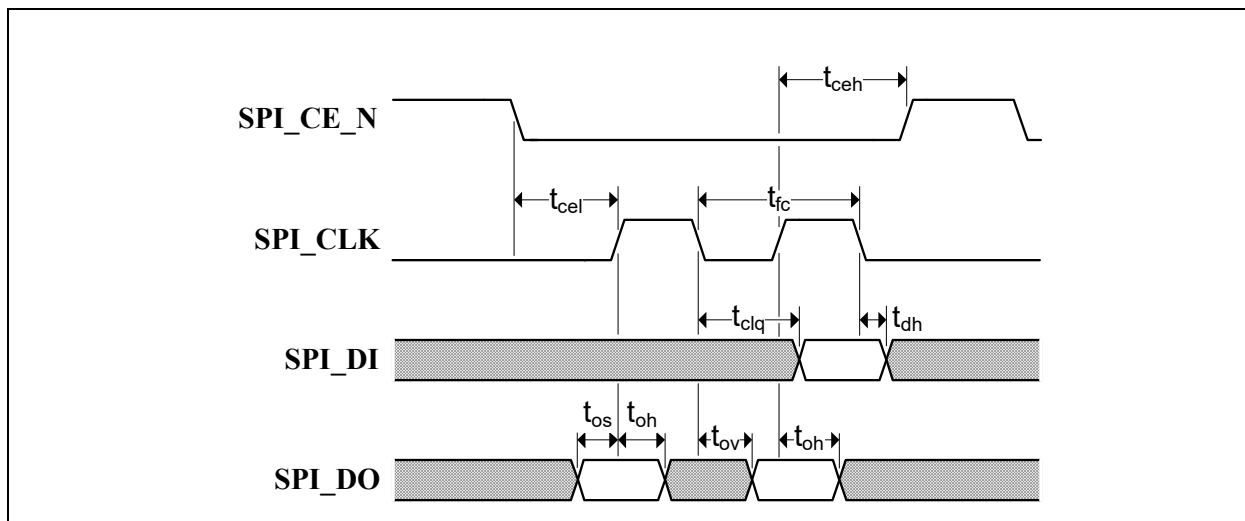 t_ceh
SPI_CE_N
t_cel t_fc
SPI_CLK
t_clq t_dh
SPI_DI
t_os t_oh t_ov t_oh
SPI_DO